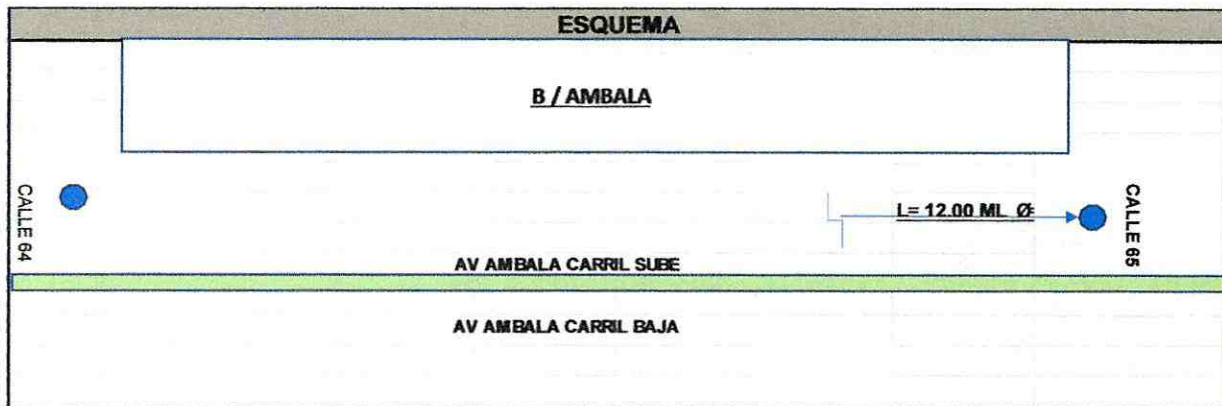 ESQUEMA
B / AMBALA
CALLE 64
L= 12.00 ML Ø=
CALLE 65
AV AMBALA CARRIL SUBE
AV AMBALA CARRIL BAJA